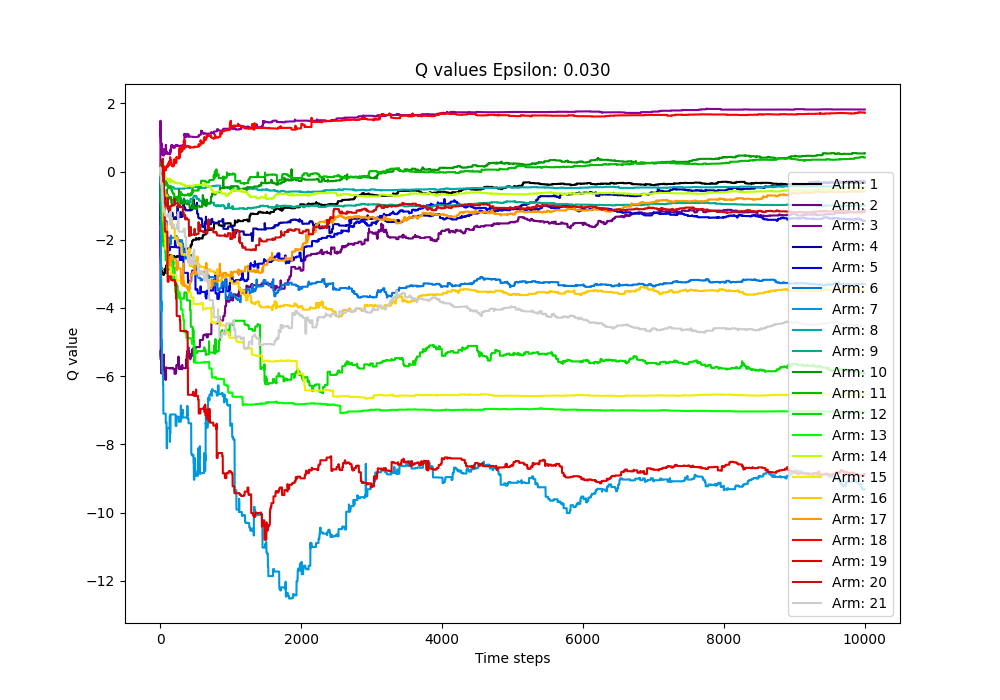 Q values Epsilon: 0.030
Q value
2
0
−2
−4
−6
−8
−10
−12
Arm: 1
Arm: 2
Arm: 3
Arm: 4
Arm: 5
Arm: 6
Arm: 7
Arm: 8
Arm: 9
Arm: 10
Arm: 11
Arm: 12
Arm: 13
Arm: 14
Arm: 15
Arm: 16
Arm: 17
Arm: 18
Arm: 19
Arm: 20
Arm: 21
0 2000 4000 6000 8000 10000
Time steps